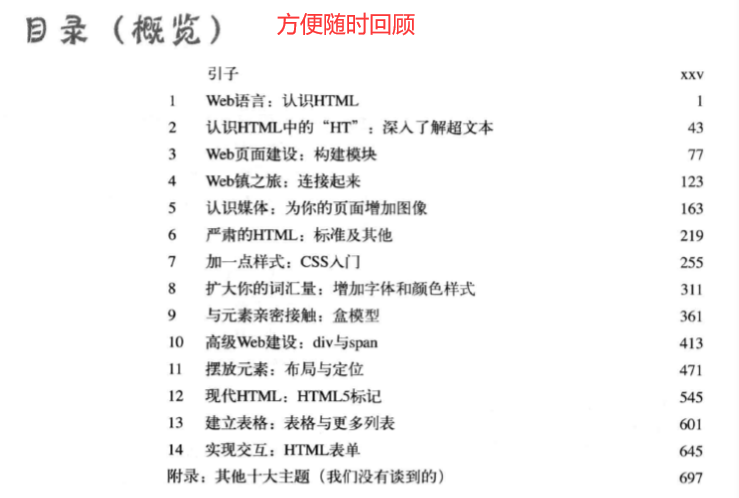 目录（概览） 方便随时回顾
引子 xxv
1 Web语言：认识HTML 1
2 认识HTML中的“HT”：深入了解超文本 43
3 Web页面建设：构建模块 77
4 Web镇之旅：连接起来 123
5 认识媒体：为你的页面增加图像 163
6 严肃的HTML：标准及其他 219
7 加一点样式：CSS入门 255
8 扩大你的词汇量：增加字体和颜色样式 311
9 与元素亲密接触：盒模型 361
10 高级Web建设：div与span 413
11 摆放元素：布局与定位 471
12 现代HTML：HTML5标记 545
13 建立表格：表格与更多列表 601
14 实现交互：HTML表单 645
附录：其他十大主题（我们没有谈到的） 697